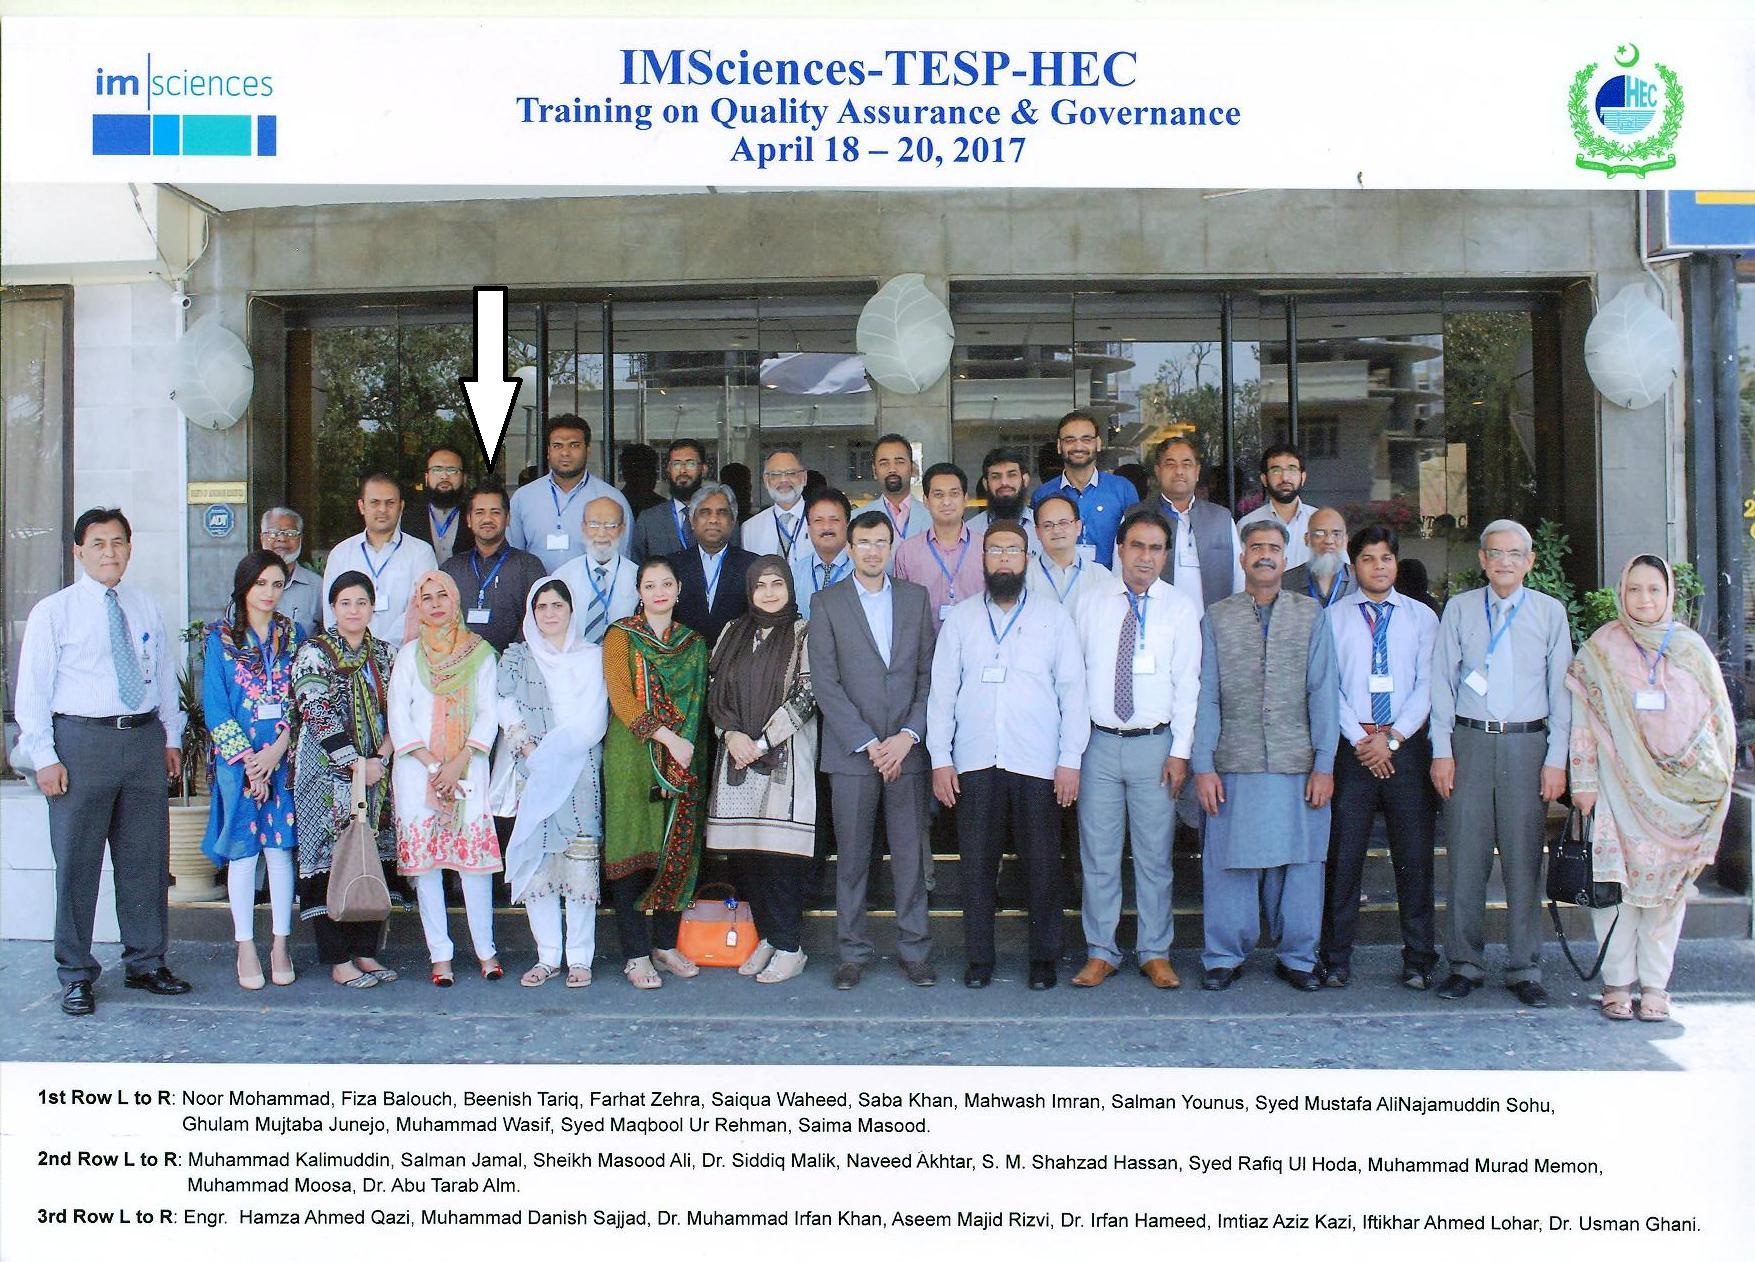 im sciences
IMSciences-TESP-HEC
Training on Quality Assurance & Governance
April 18 – 20, 2017
HEC
ADT
1st Row L to R: Noor Mohammad, Fiza Balouch, Beenish Tariq, Farhat Zehra, Saiqua Waheed, Saba Khan, Mahwash Imran, Salman Younus, Syed Mustafa AliNajamuddin Sohu,
Ghulam Mujtaba Junejo, Muhammad Wasif, Syed Maqbool Ur Rehman, Saima Masood.
2nd Row L to R: Muhammad Kalimuddin, Salman Jamal, Sheikh Masood Ali, Dr. Siddiq Malik, Naveed Akhtar, S. M. Shahzad Hassan, Syed Rafiq Ul Hoda, Muhammad Murad Memon,
Muhammad Moosa, Dr. Abu Tarab Alm.
3rd Row L to R: Engr. Hamza Ahmed Qazi, Muhammad Danish Sajjad, Dr. Muhammad Irfan Khan, Aseem Majid Rizvi, Dr. Irfan Hameed, Imtiaz Aziz Kazi, Iftikhar Ahmed Lohar, Dr. Usman Ghani.